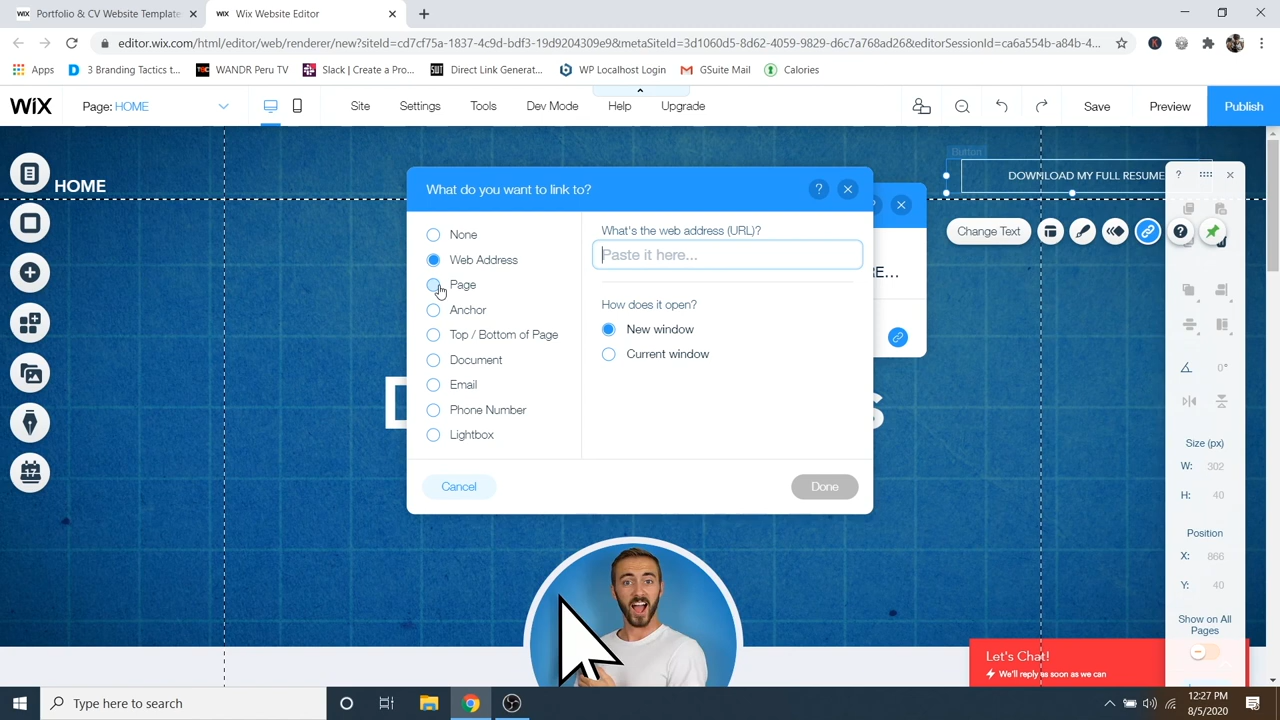 WiX Portfolio & CV Website Template
WiX Wix Website Editor
editor.wix.com/html/editor/web/renderer/new?siteId=cd7cf75a-1837-4c9d-bdf3-19d9204309e9&metaSiteId=3d1060d5-8d62-4059-9829-d6c7a768ad26&editorSessionId=ca6a554b-a84b-4...
Apps 3 Branding Tactics t... WANDR Peru TV Slack | Create a Pro... Direct Link Generat... WP Localhost Login GSuite Mail Calories
WiX Page: HOME Site Settings Tools Dev Mode Help Upgrade Save Preview Publish
Button
DOWNLOAD MY FULL RESUME
HOME
What do you want to link to? ?
Change Text
None
Web Address
Page
Anchor
Top / Bottom of Page
Document
Email
Phone Number
Lightbox
What's the web address (URL)?
Paste it here...
How does it open?
New window
Current window
Cancel Done
RE...
D S
0°
Size (px)
W: 302
H: 40
Position
X: 866
Y: 40
Show on All
Pages
Let's Chat!
We'll reply as soon as we can
Type here to search
12:27 PM
8/5/2020